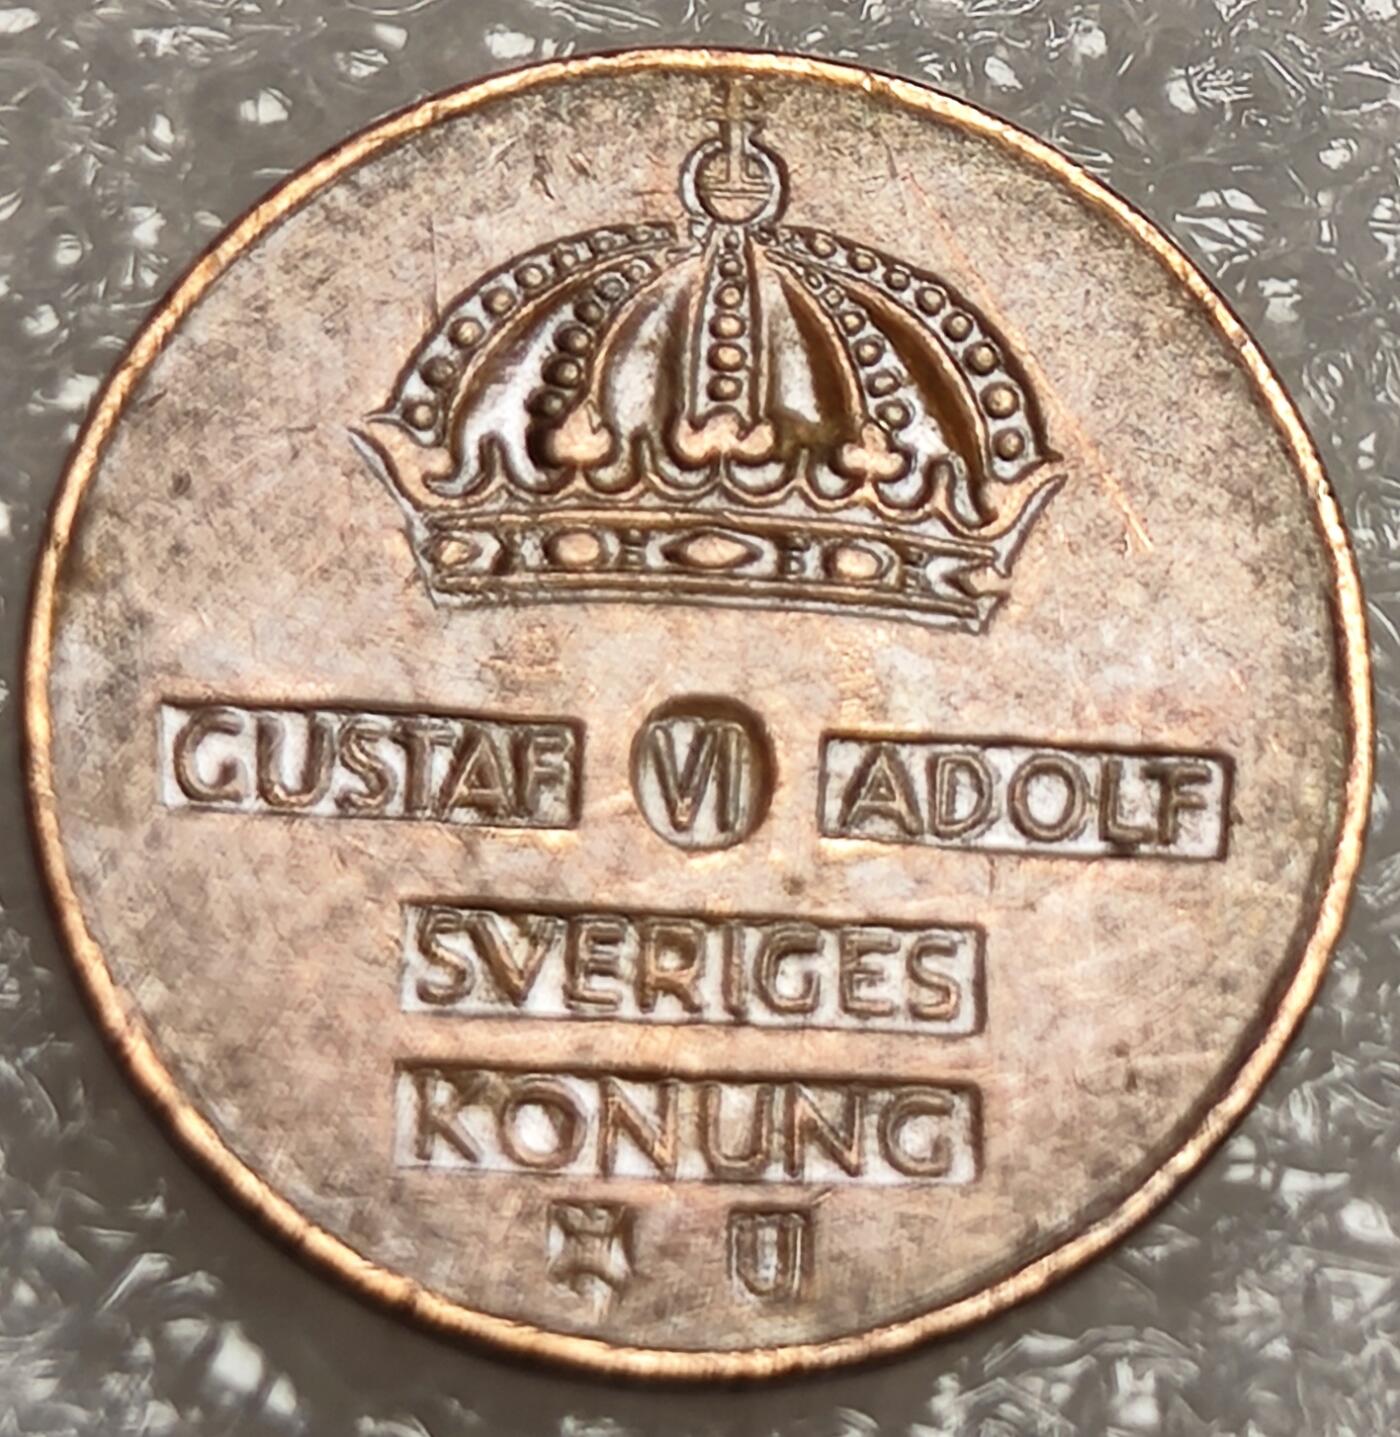 GUSTAF VI ADOLF
SVERIGES
KONUNG
U